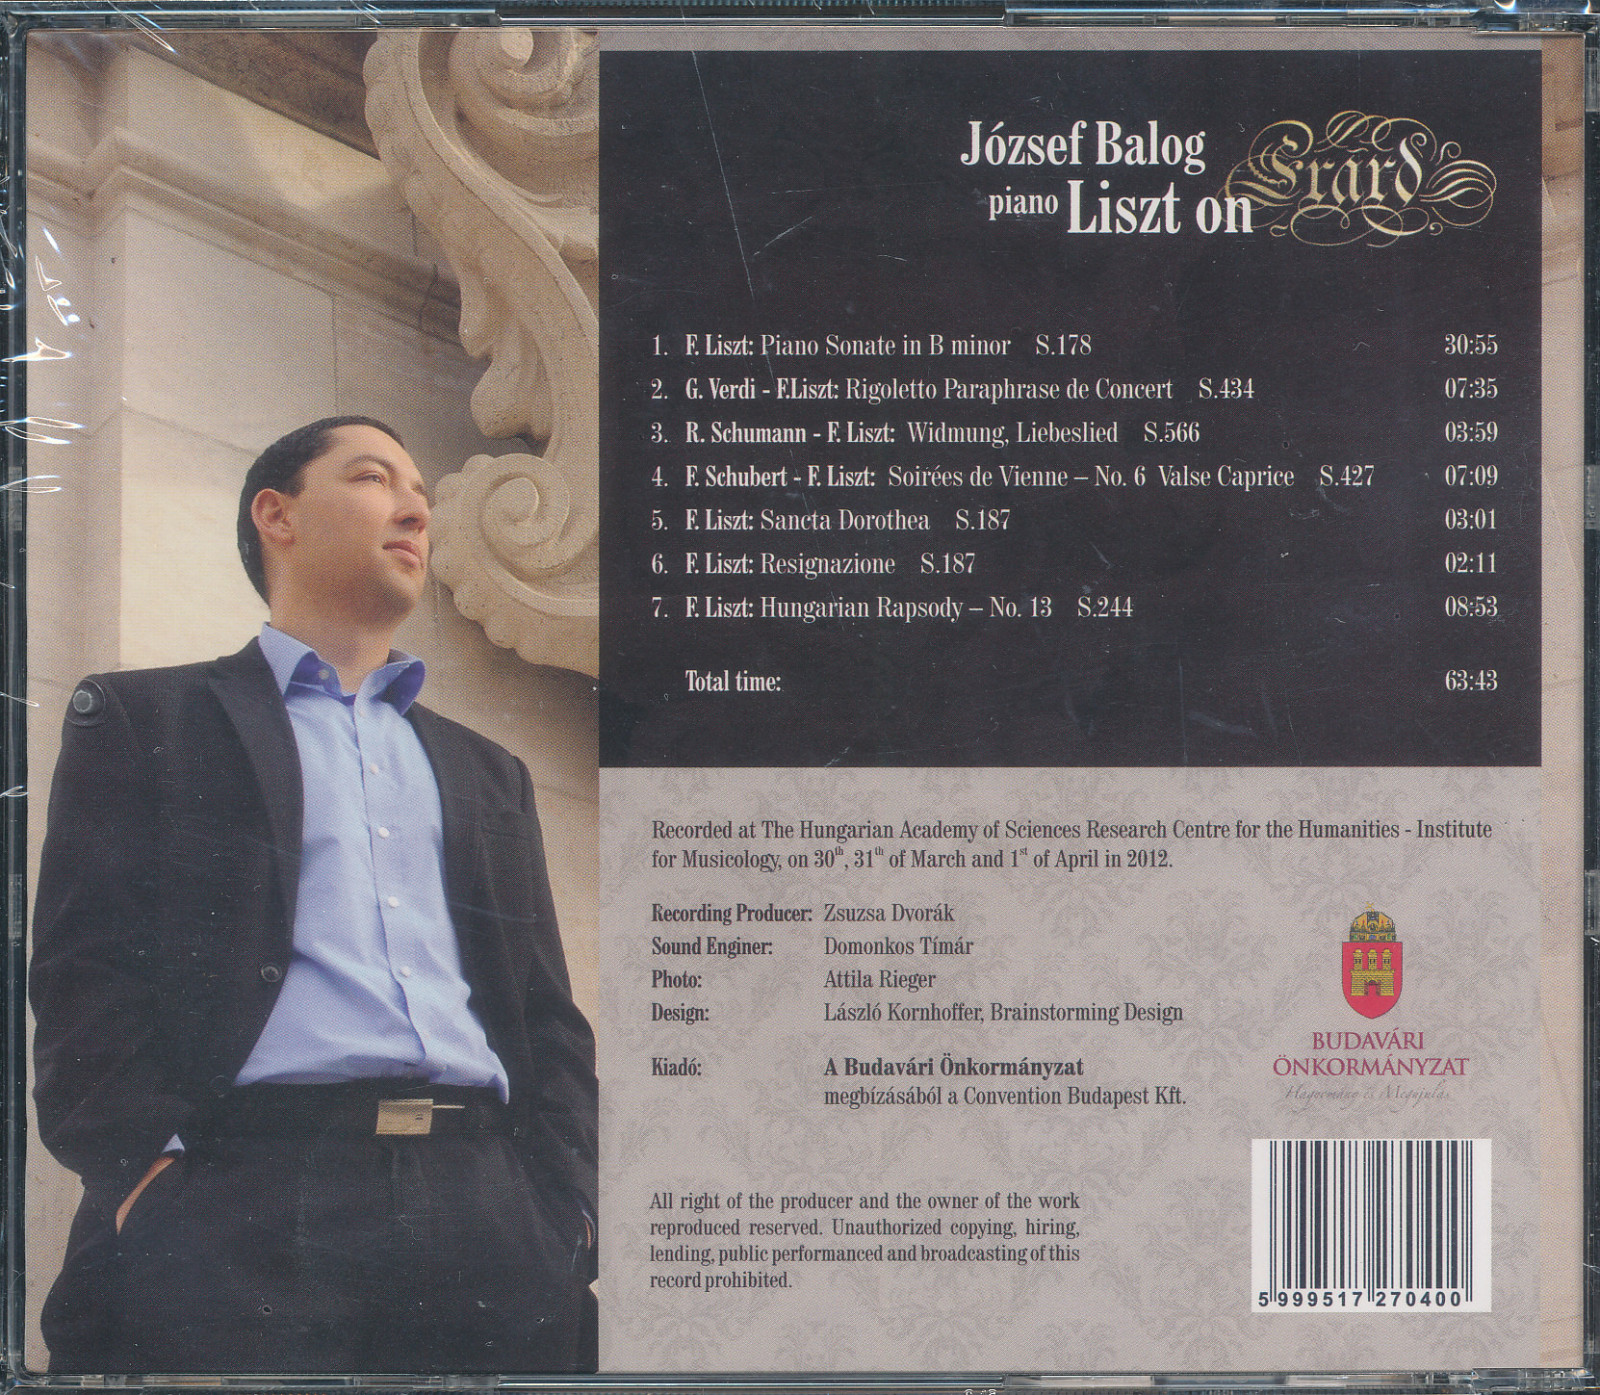 József Balog
piano Liszt on Erard
1. F. Liszt: Piano Sonate in B minor S.178 30:55
2. G. Verdi - F.Liszt: Rigoletto Paraphrase de Concert S.434 07:35
3. R. Schumann - F. Liszt: Widmung, Liebeslied S.566 03:59
4. F. Schubert - F. Liszt: Soirées de Vienne – No. 6 Valse Caprice S.427 07:09
5. F. Liszt: Sancta Dorothea S.187 03:01
6. F. Liszt: Resignazione S.187 02:11
7. F. Liszt: Hungarian Rapsody – No. 13 S.244 08:53
Total time: 63:43
Recorded at The Hungarian Academy of Sciences Research Centre for the Humanities - Institute
for Musicology, on 30th, 31th of March and 1st of April in 2012.
Recording Producer: Zsuzsa Dvorák
Sound Enginer: Domonkos Tímár
Photo: Attila Rieger
Design: László Kornhoffer, Brainstorming Design
Kiadó: A Budavári Önkormányzat
megbízásából a Convention Budapest Kft.
BUDAVÁRI
ÖNKORMÁNYZAT
Hagyomány és Megújulás
All right of the producer and the owner of the work
reproduced reserved. Unauthorized copying, hiring,
lending, public performanced and broadcasting of this
record prohibited.
5 999517 270400